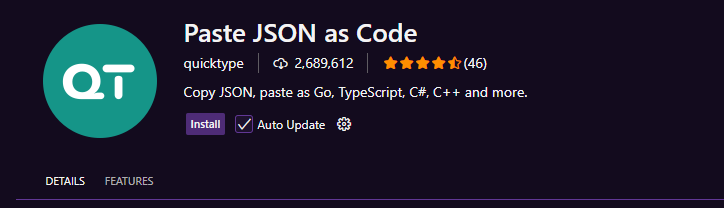 QT
Paste JSON as Code
quicktype 2,689,612 (46)
Copy JSON, paste as Go, TypeScript, C#, C++ and more.
Install Auto Update
DETAILS FEATURES